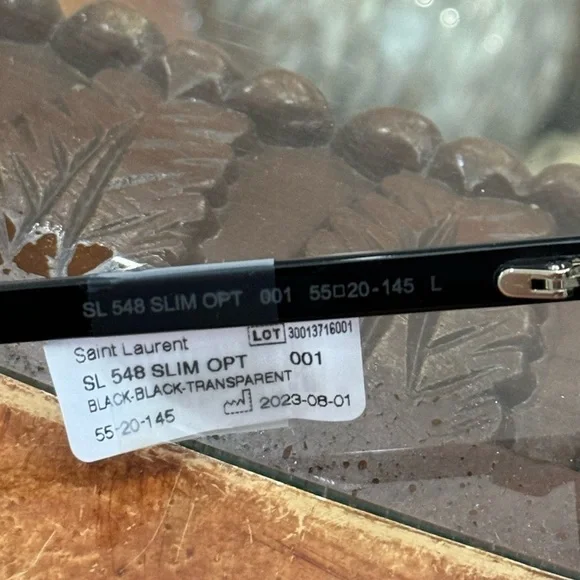 SL 548 SLIM OPT 001 55□20-145 L
Saint Laurent LOT 30013716001
SL 548 SLIM OPT 001
BLACK-BLACK-TRANSPARENT
55-20-145 2023-08-01